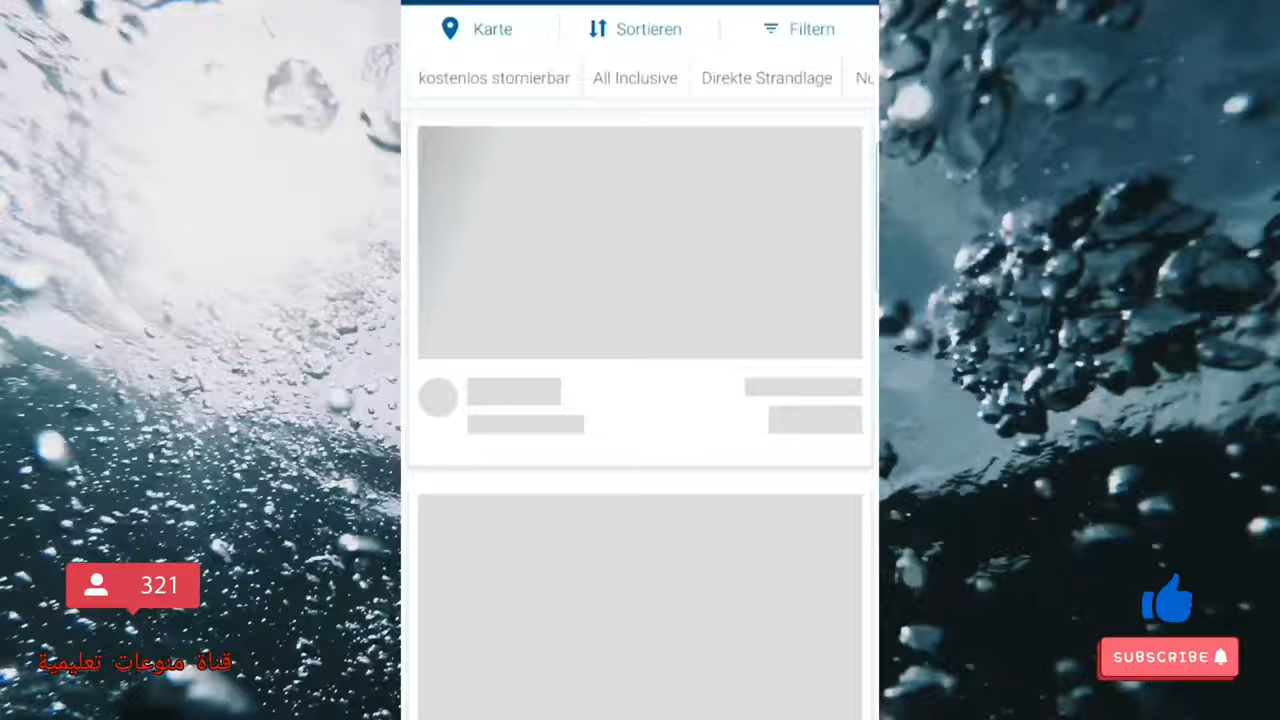 Karte
Sortieren
Filtern
kostenlos stornierbar
All Inclusive
Direkte Strandlage
321
قناة منوعات تعليمية
SUBSCRIBE